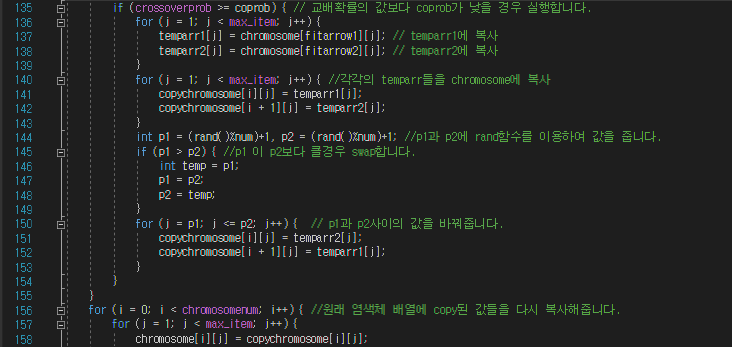 135 if (crossoverprob >= coprob) { // 교배확률의 값보다 coprob가 낮을 경우 실행합니다.
136 for (j = 1; j < max_item; j++) {
137 temparr1[j] = chromosome[fitarrow1][j]; // temparr1에 복사
138 temparr2[j] = chromosome[fitarrow2][j]; // temparr2에 복사
139 }
140 for (j = 1; j < max_item; j++) { //각각의 temparr들을 chromosome에 복사
141 copychromosome[i][j] = temparr1[j];
142 copychromosome[i + 1][j] = temparr2[j];
143 }
144 int p1 = (rand()%num)+1, p2 = (rand()%num)+1; //p1과 p2에 rand함수를 이용하여 값을 줍니다.
145 if (p1 > p2) { //p1 이 p2보다 클경우 swap합니다.
146 int temp = p1;
147 p1 = p2;
148 p2 = temp;
149 }
150 for (j = p1; j <= p2; j++) { // p1과 p2사이의 값을 바꿔줍니다.
151 copychromosome[i][j] = temparr2[j];
152 copychromosome[i + 1][j] = temparr1[j];
153 }
154 }
155 }
156 for (i = 0; i < chromosomenum; i++) { //원래 염색체 배열에 copy된 값들을 다시 복사해줍니다.
157 for (j = 1; j < max_item; j++) {
158 chromosome[i][j] = copychromosome[i][j];